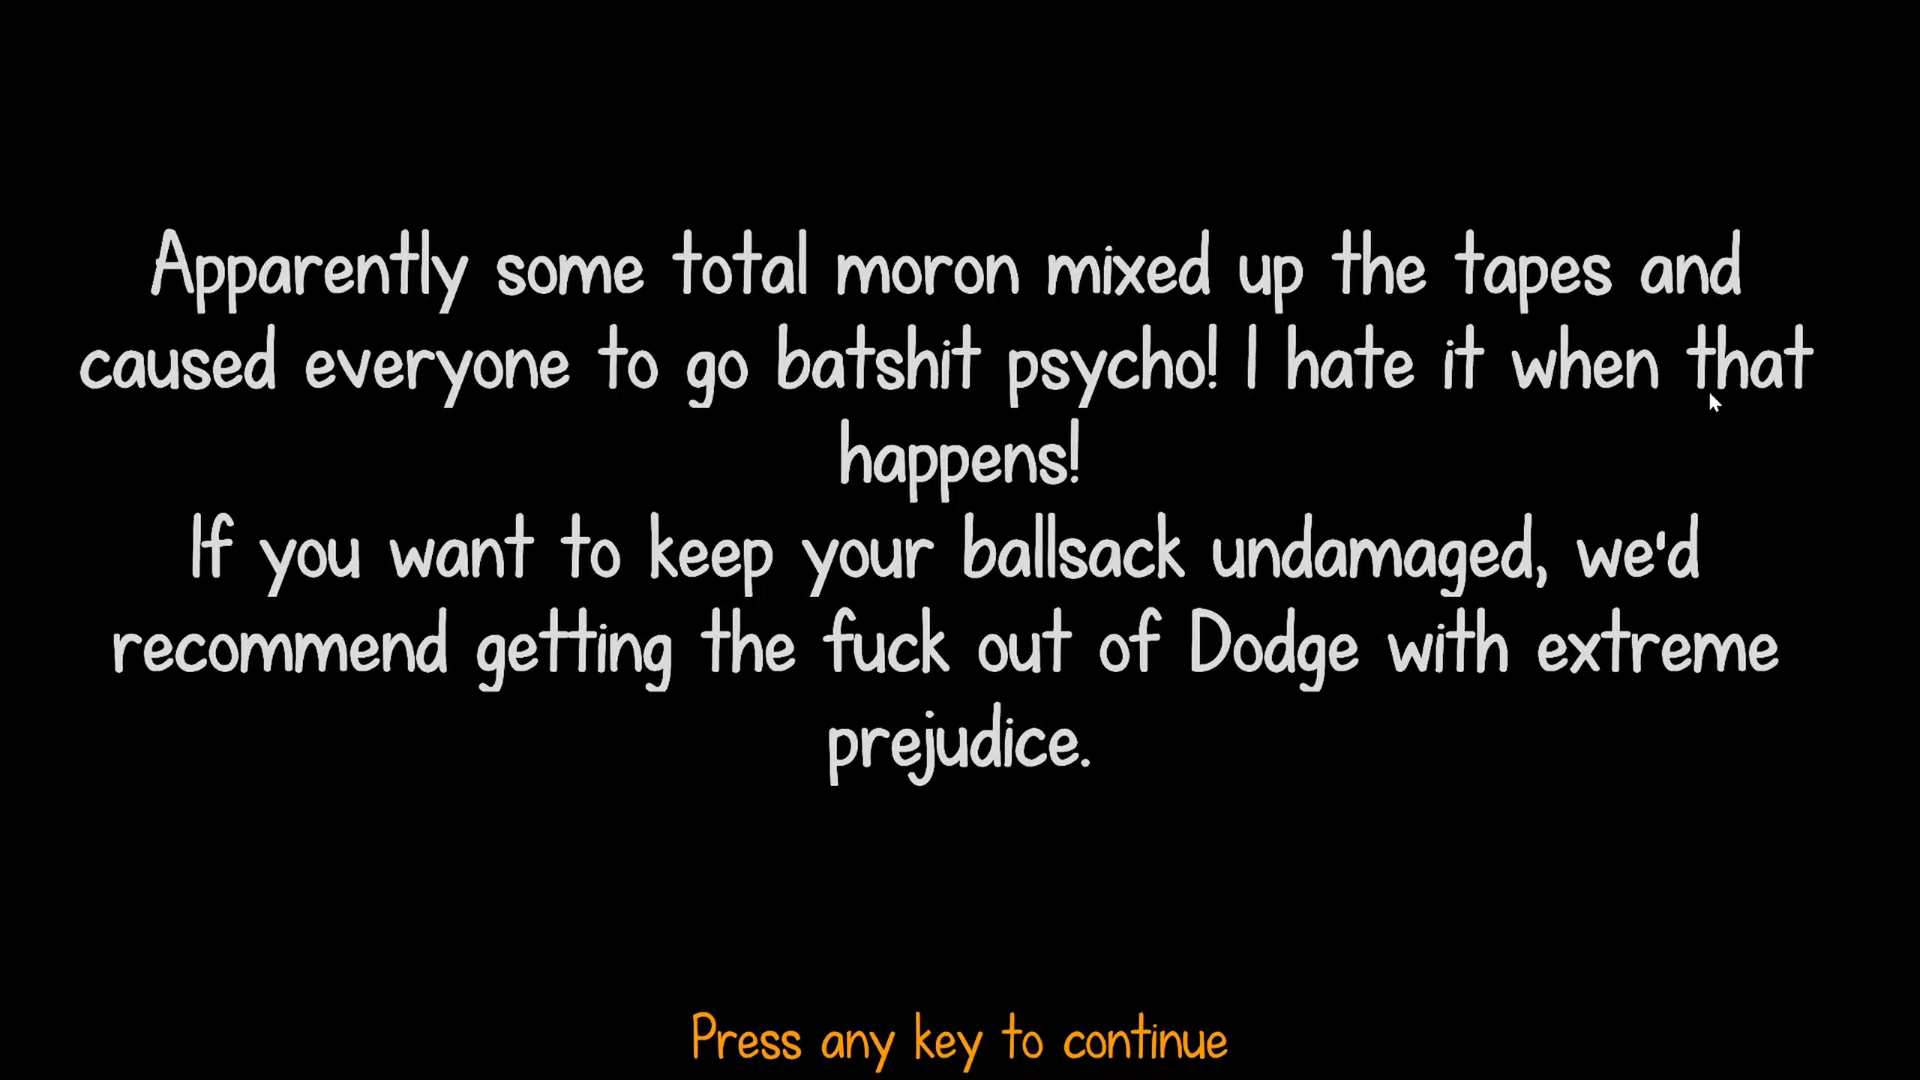 Apparently some total moron mixed up the tapes and
caused everyone to go batshit psycho! I hate it when that
happens!
If you want to keep your ballsack undamaged, we'd
recommend getting the fuck out of Dodge with extreme
prejudice.
Press any key to continue